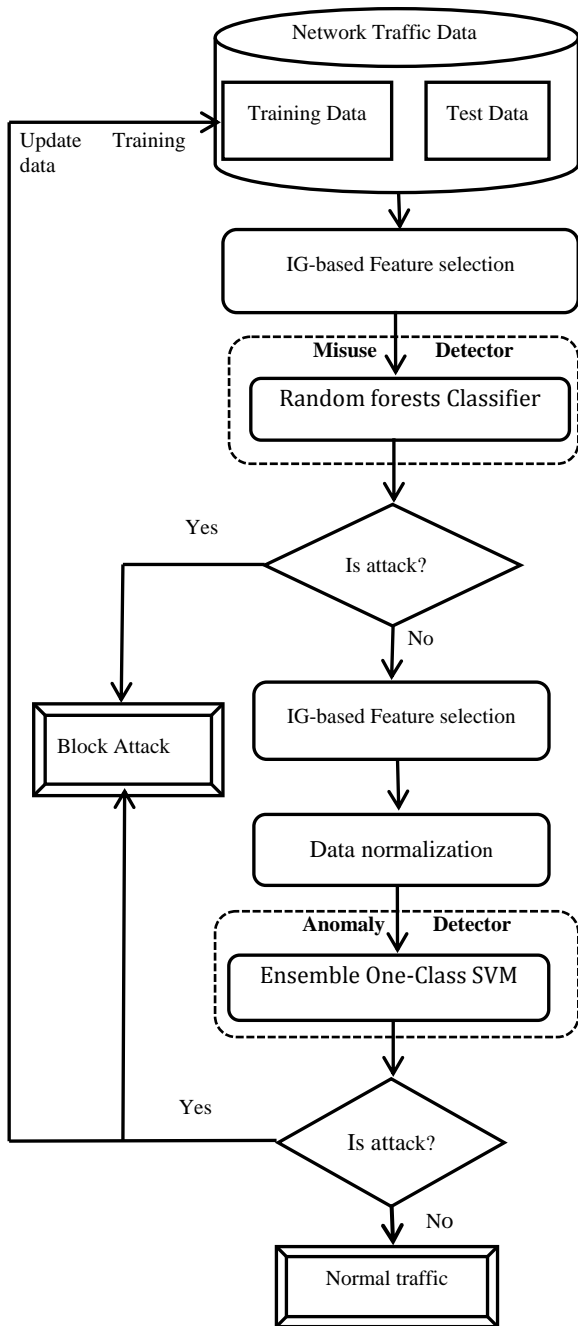 Network Traffic Data
Training Data
Test Data
Update Training
data
IG-based Feature selection
Misuse Detector
Random forests Classifier
Yes
Is attack?
No
IG-based Feature selection
Block Attack
Data normalization
Anomaly Detector
Ensemble One-Class SVM
Yes
Is attack?
No
Normal traffic